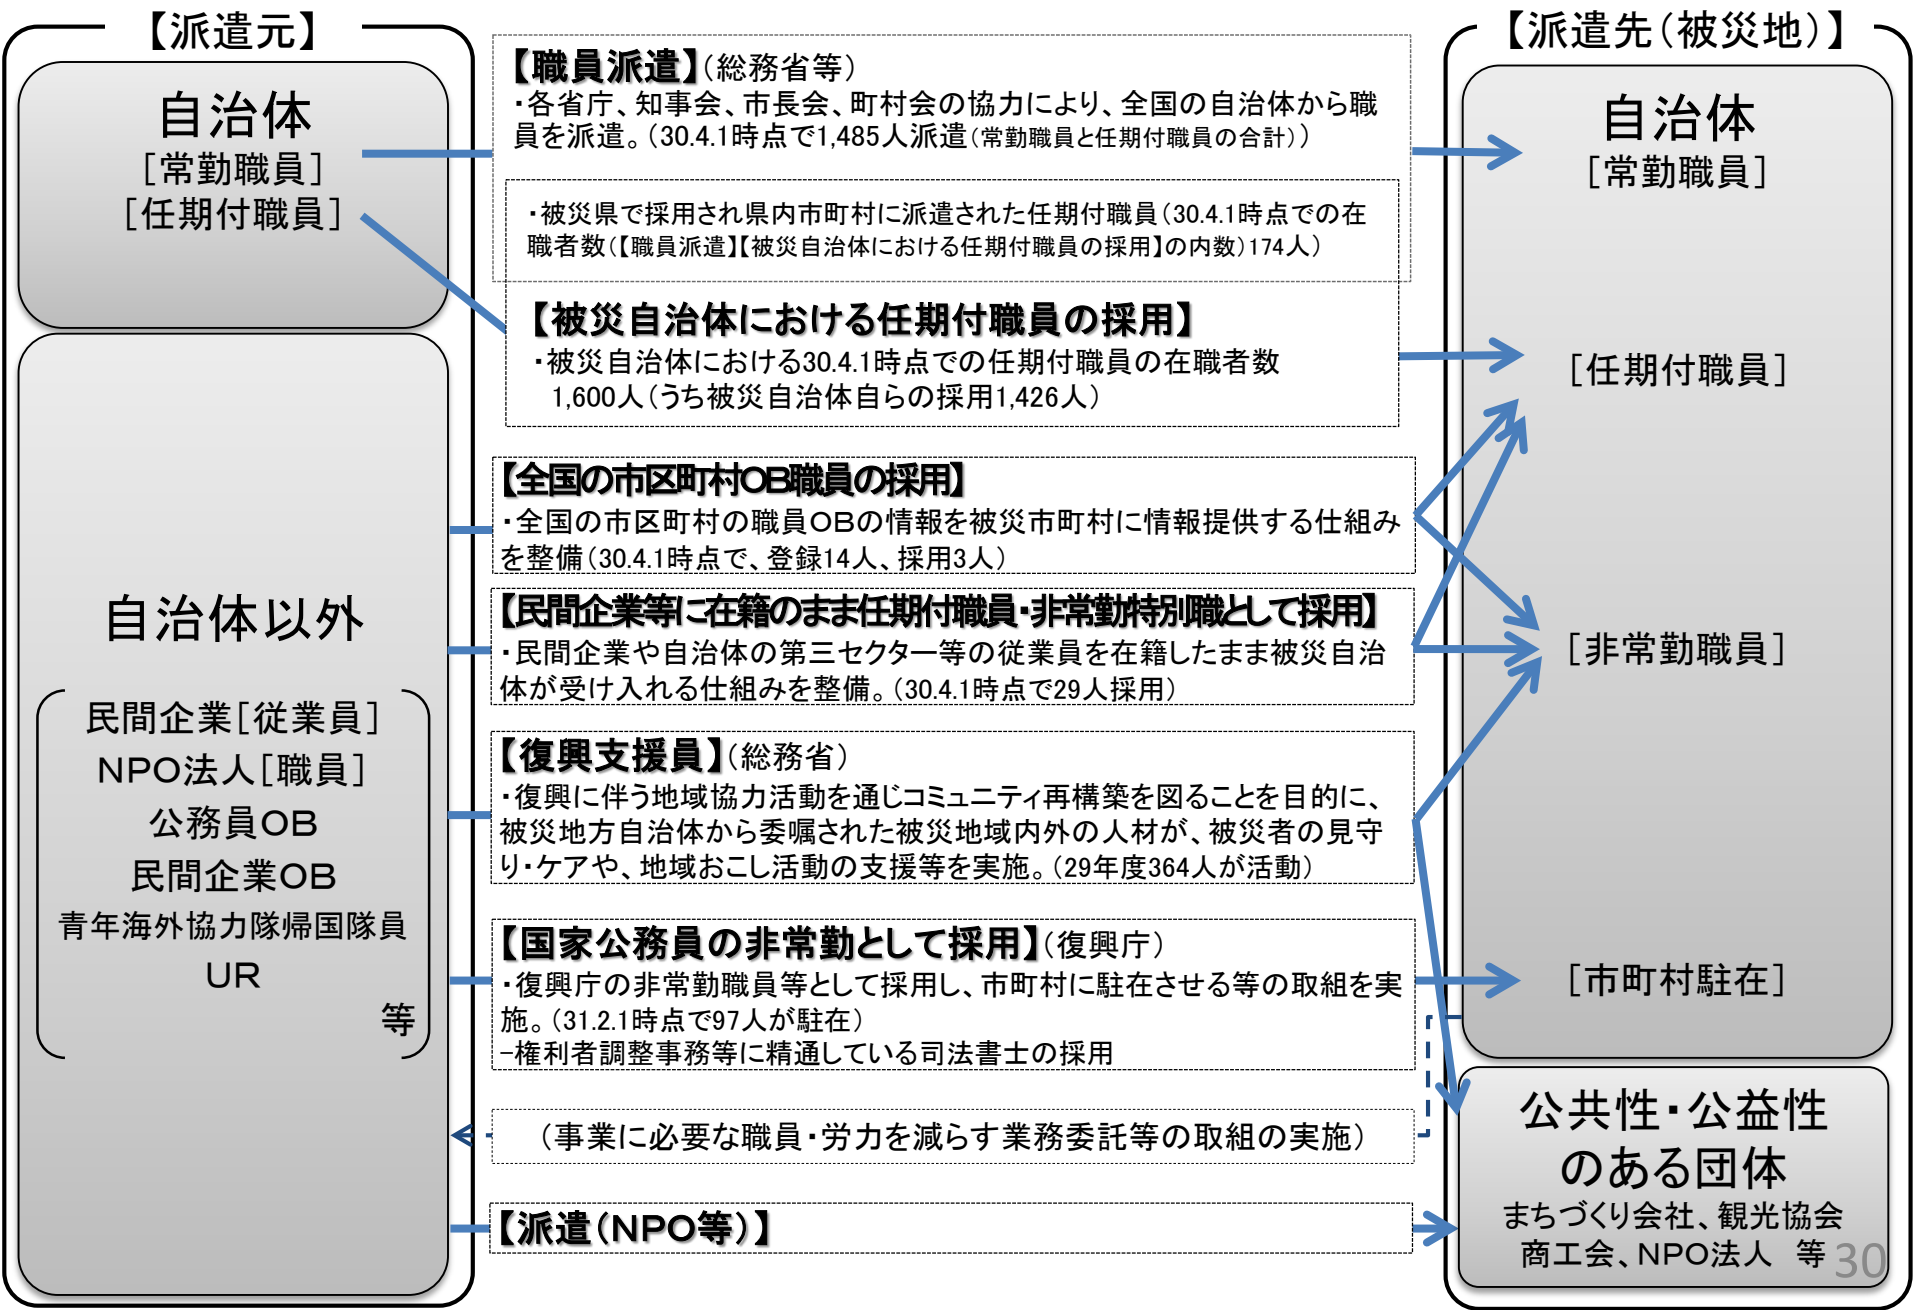 【派遣元】
自治体
［常勤職員］
［任期付職員］
自治体以外
民間企業［従業員］
NPO法人［職員］
公務員OB
民間企業OB
青年海外協力隊帰国隊員
UR
等
【職員派遣】（総務省等）
・各省庁、知事会、市長会、町村会の協力により、全国の自治体から職
員を派遣。（30.4.1時点で1,485人派遣（常勤職員と任期付職員の合計））
・被災県で採用され県内市町村に派遣された任期付職員（30.4.1時点での在
職者数（【職員派遣】【被災自治体における任期付職員の採用】の内数）174人）
【被災自治体における任期付職員の採用】
・被災自治体における30.4.1時点での任期付職員の在職者数
1,600人（うち被災自治体自らの採用1,426人）
【全国の市区町村OB職員の採用】
・全国の市区町村の職員OBの情報を被災市町村に情報提供する仕組み
を整備（30.4.1時点で、登録14人、採用3人）
【民間企業等に在籍のまま任期付職員・非常勤特別職として採用】
・民間企業や自治体の第三セクター等の従業員を在籍したまま被災自治
体が受け入れる仕組みを整備。（30.4.1時点で29人採用）
【復興支援員】（総務省）
・復興に伴う地域協力活動を通じコミュニティ再構築を図ることを目的に、
被災地方自治体から委嘱された被災地域内外の人材が、被災者の見守
り・ケアや、地域おこし活動の支援等を実施。（29年度364人が活動）
【国家公務員の非常勤として採用】（復興庁）
・復興庁の非常勤職員等として採用し、市町村に駐在させる等の取組を実
施。（31.2.1時点で97人が駐在）
－権利者調整事務等に精通している司法書士の採用
（事業に必要な職員・労力を減らす業務委託等の取組の実施）
【派遣（NPO等）】
【派遣先（被災地）】
自治体
［常勤職員］
［任期付職員］
［非常勤職員］
［市町村駐在］
公共性・公益性
のある団体
まちづくり会社、観光協会
商工会、NPO法人　等
30